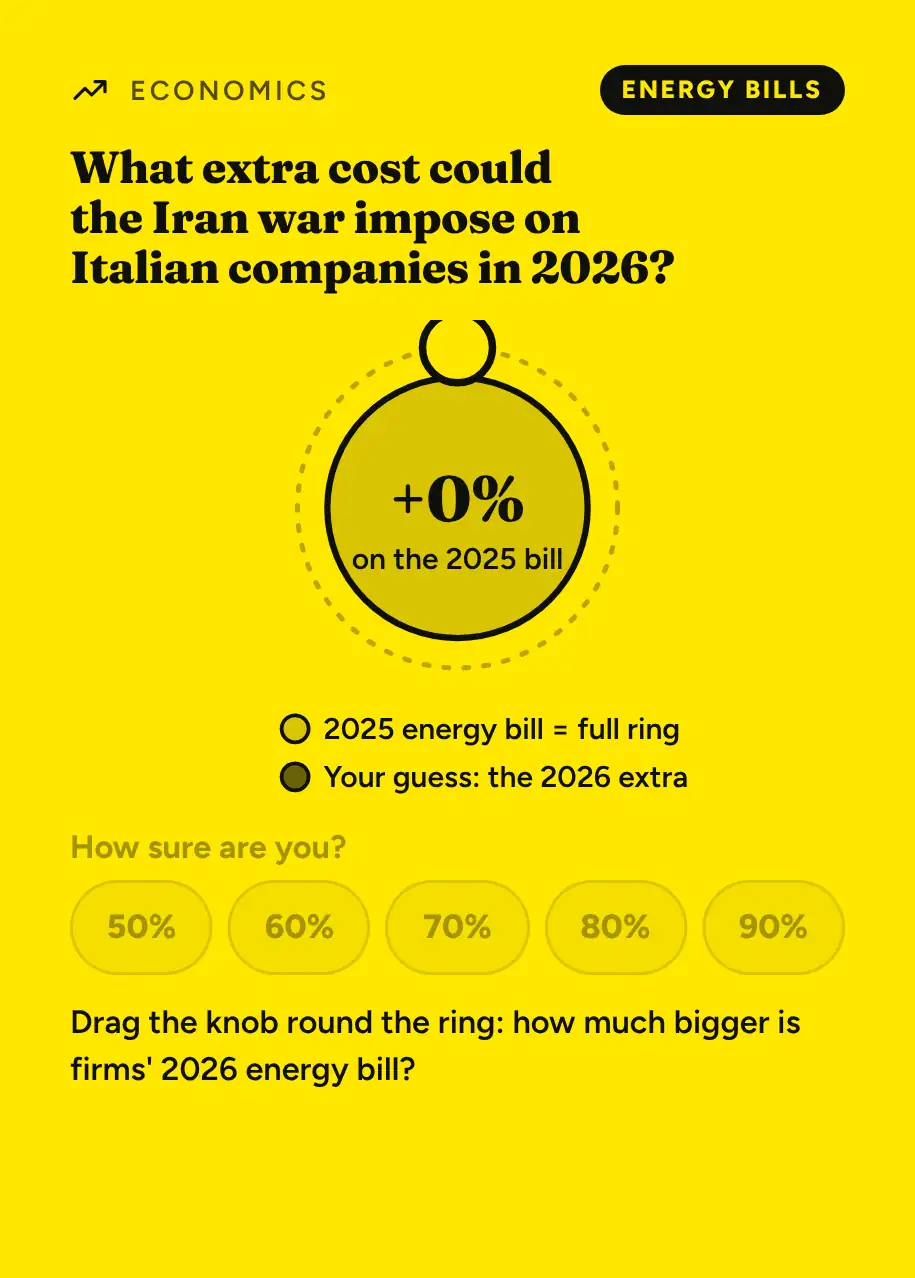 ECONOMICS
ENERGY BILLS
What extra cost could
the Iran war impose on
Italian companies in 2026?
+0%
on the 2025 bill
2025 energy bill = full ring
Your guess: the 2026 extra
How sure are you?
50%
60%
70%
80%
90%
Drag the knob round the ring: how much bigger is
firms' 2026 energy bill?